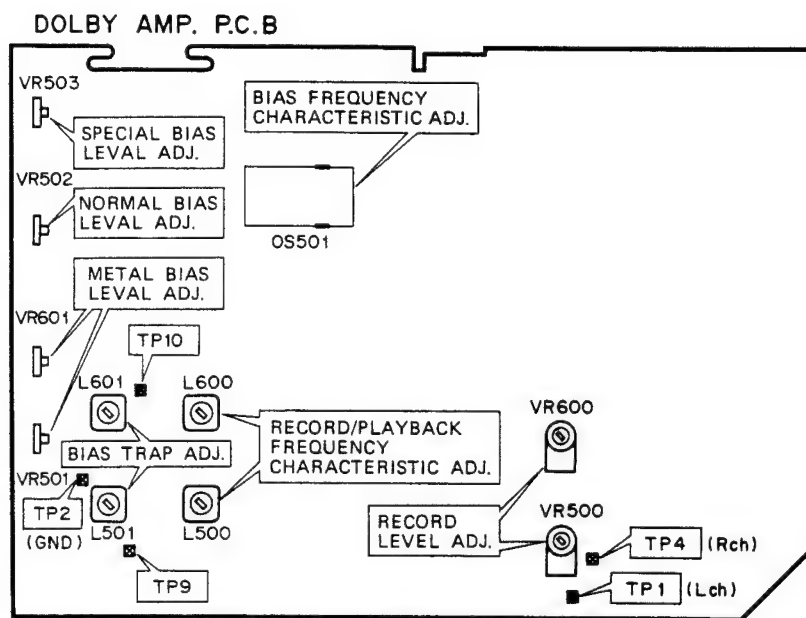 DOLBY AMP. P.C.B
VR503
SPECIAL BIAS
LEVAL ADJ.
BIAS FREQUENCY
CHARACTERISTIC ADJ.
VR502
NORMAL BIAS
LEVAL ADJ.
OS501
METAL BIAS
LEVAL ADJ.
VR601
TP10
L601
L600
VR600
RECORD/PLAYBACK
FREQUENCY
CHARACTERISTIC ADJ.
BIAS TRAP ADJ.
VR501
TP2
(GND)
L501
L500
RECORD
LEVEL ADJ.
VR500
TP4 (Rch)
TP9
TP1 (Lch)